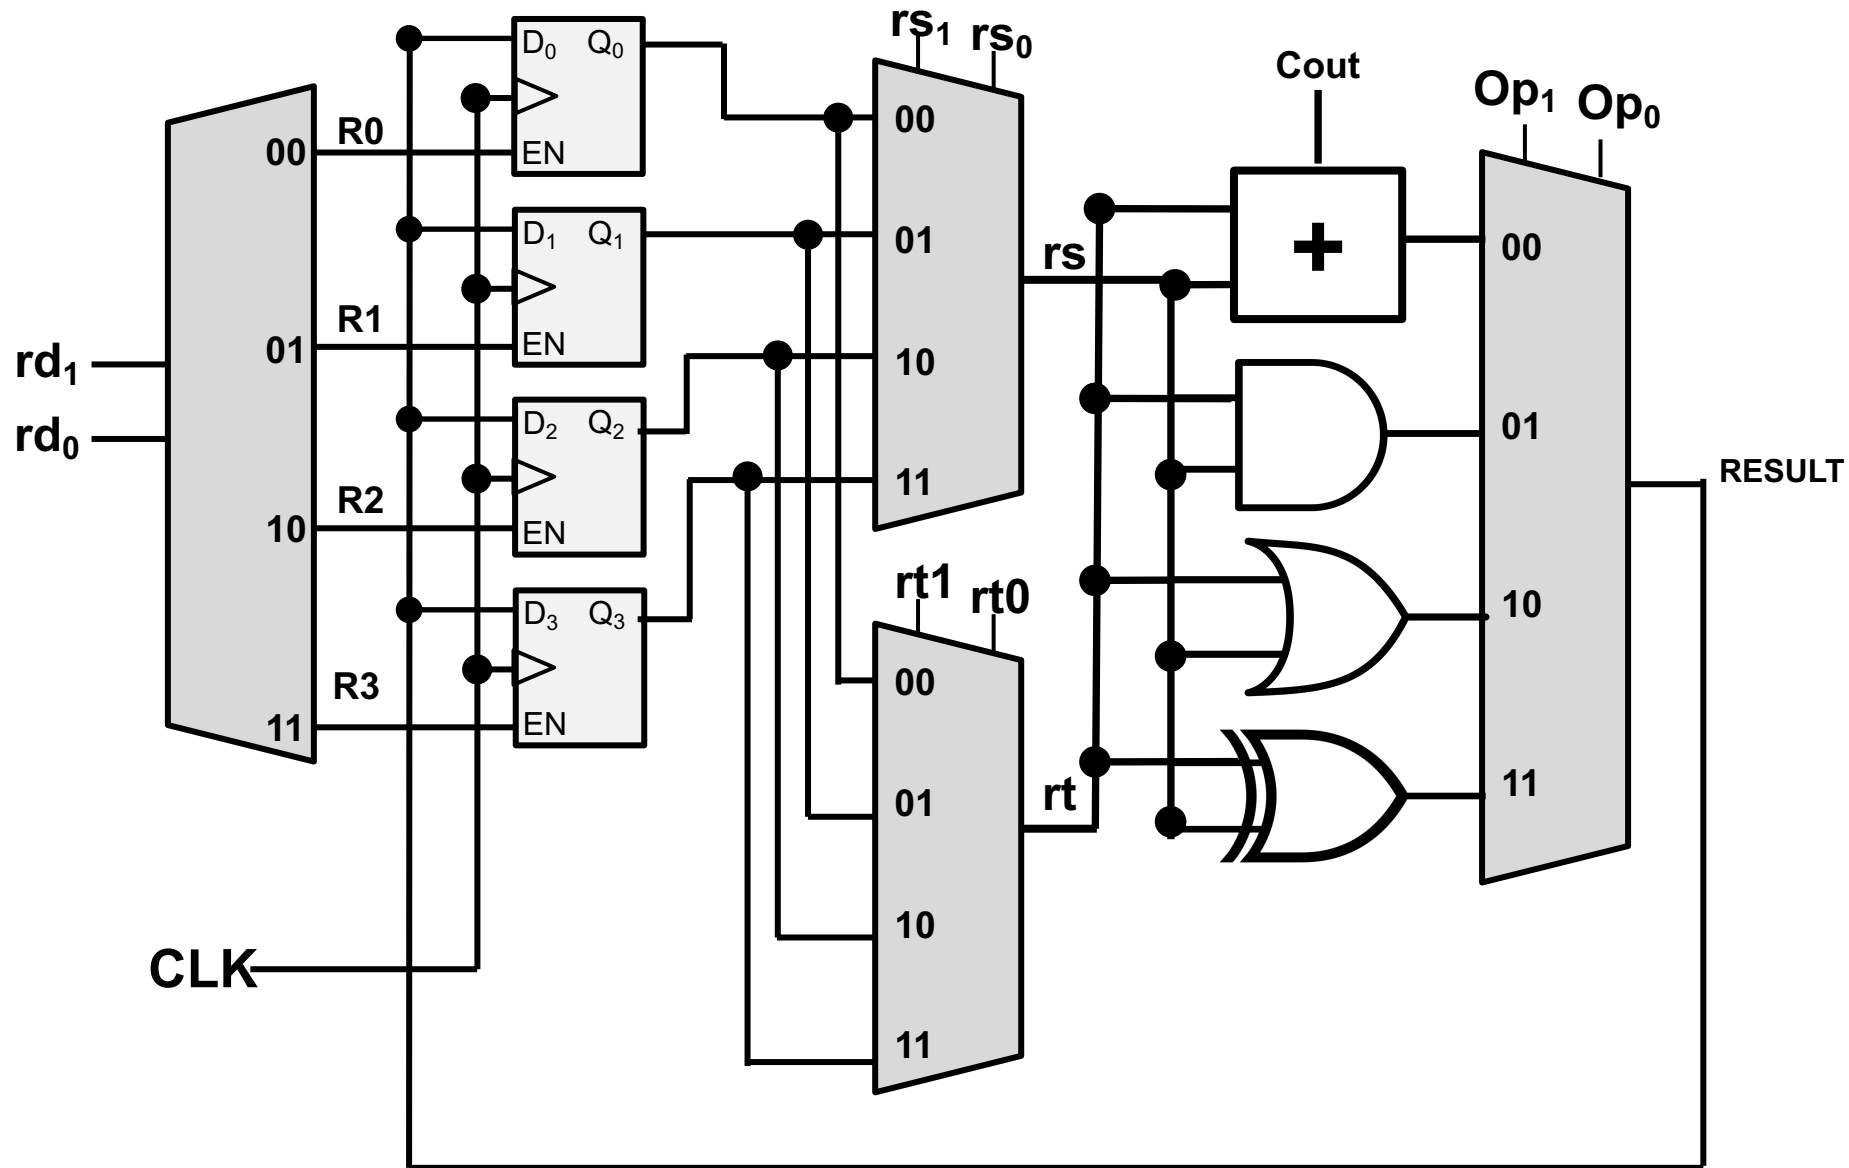 rd₁
rd₀
00
01
10
11
R0
R1
R2
R3
CLK
D₀ Q₀
EN
D₁ Q₁
EN
D₂ Q₂
EN
D₃ Q₃
EN
rs₁ rs₀
00
01
10
11
rs
rt1 rt0
00
01
10
11
rt
Cout
+
Op₁ Op₀
00
01
10
11
RESULT